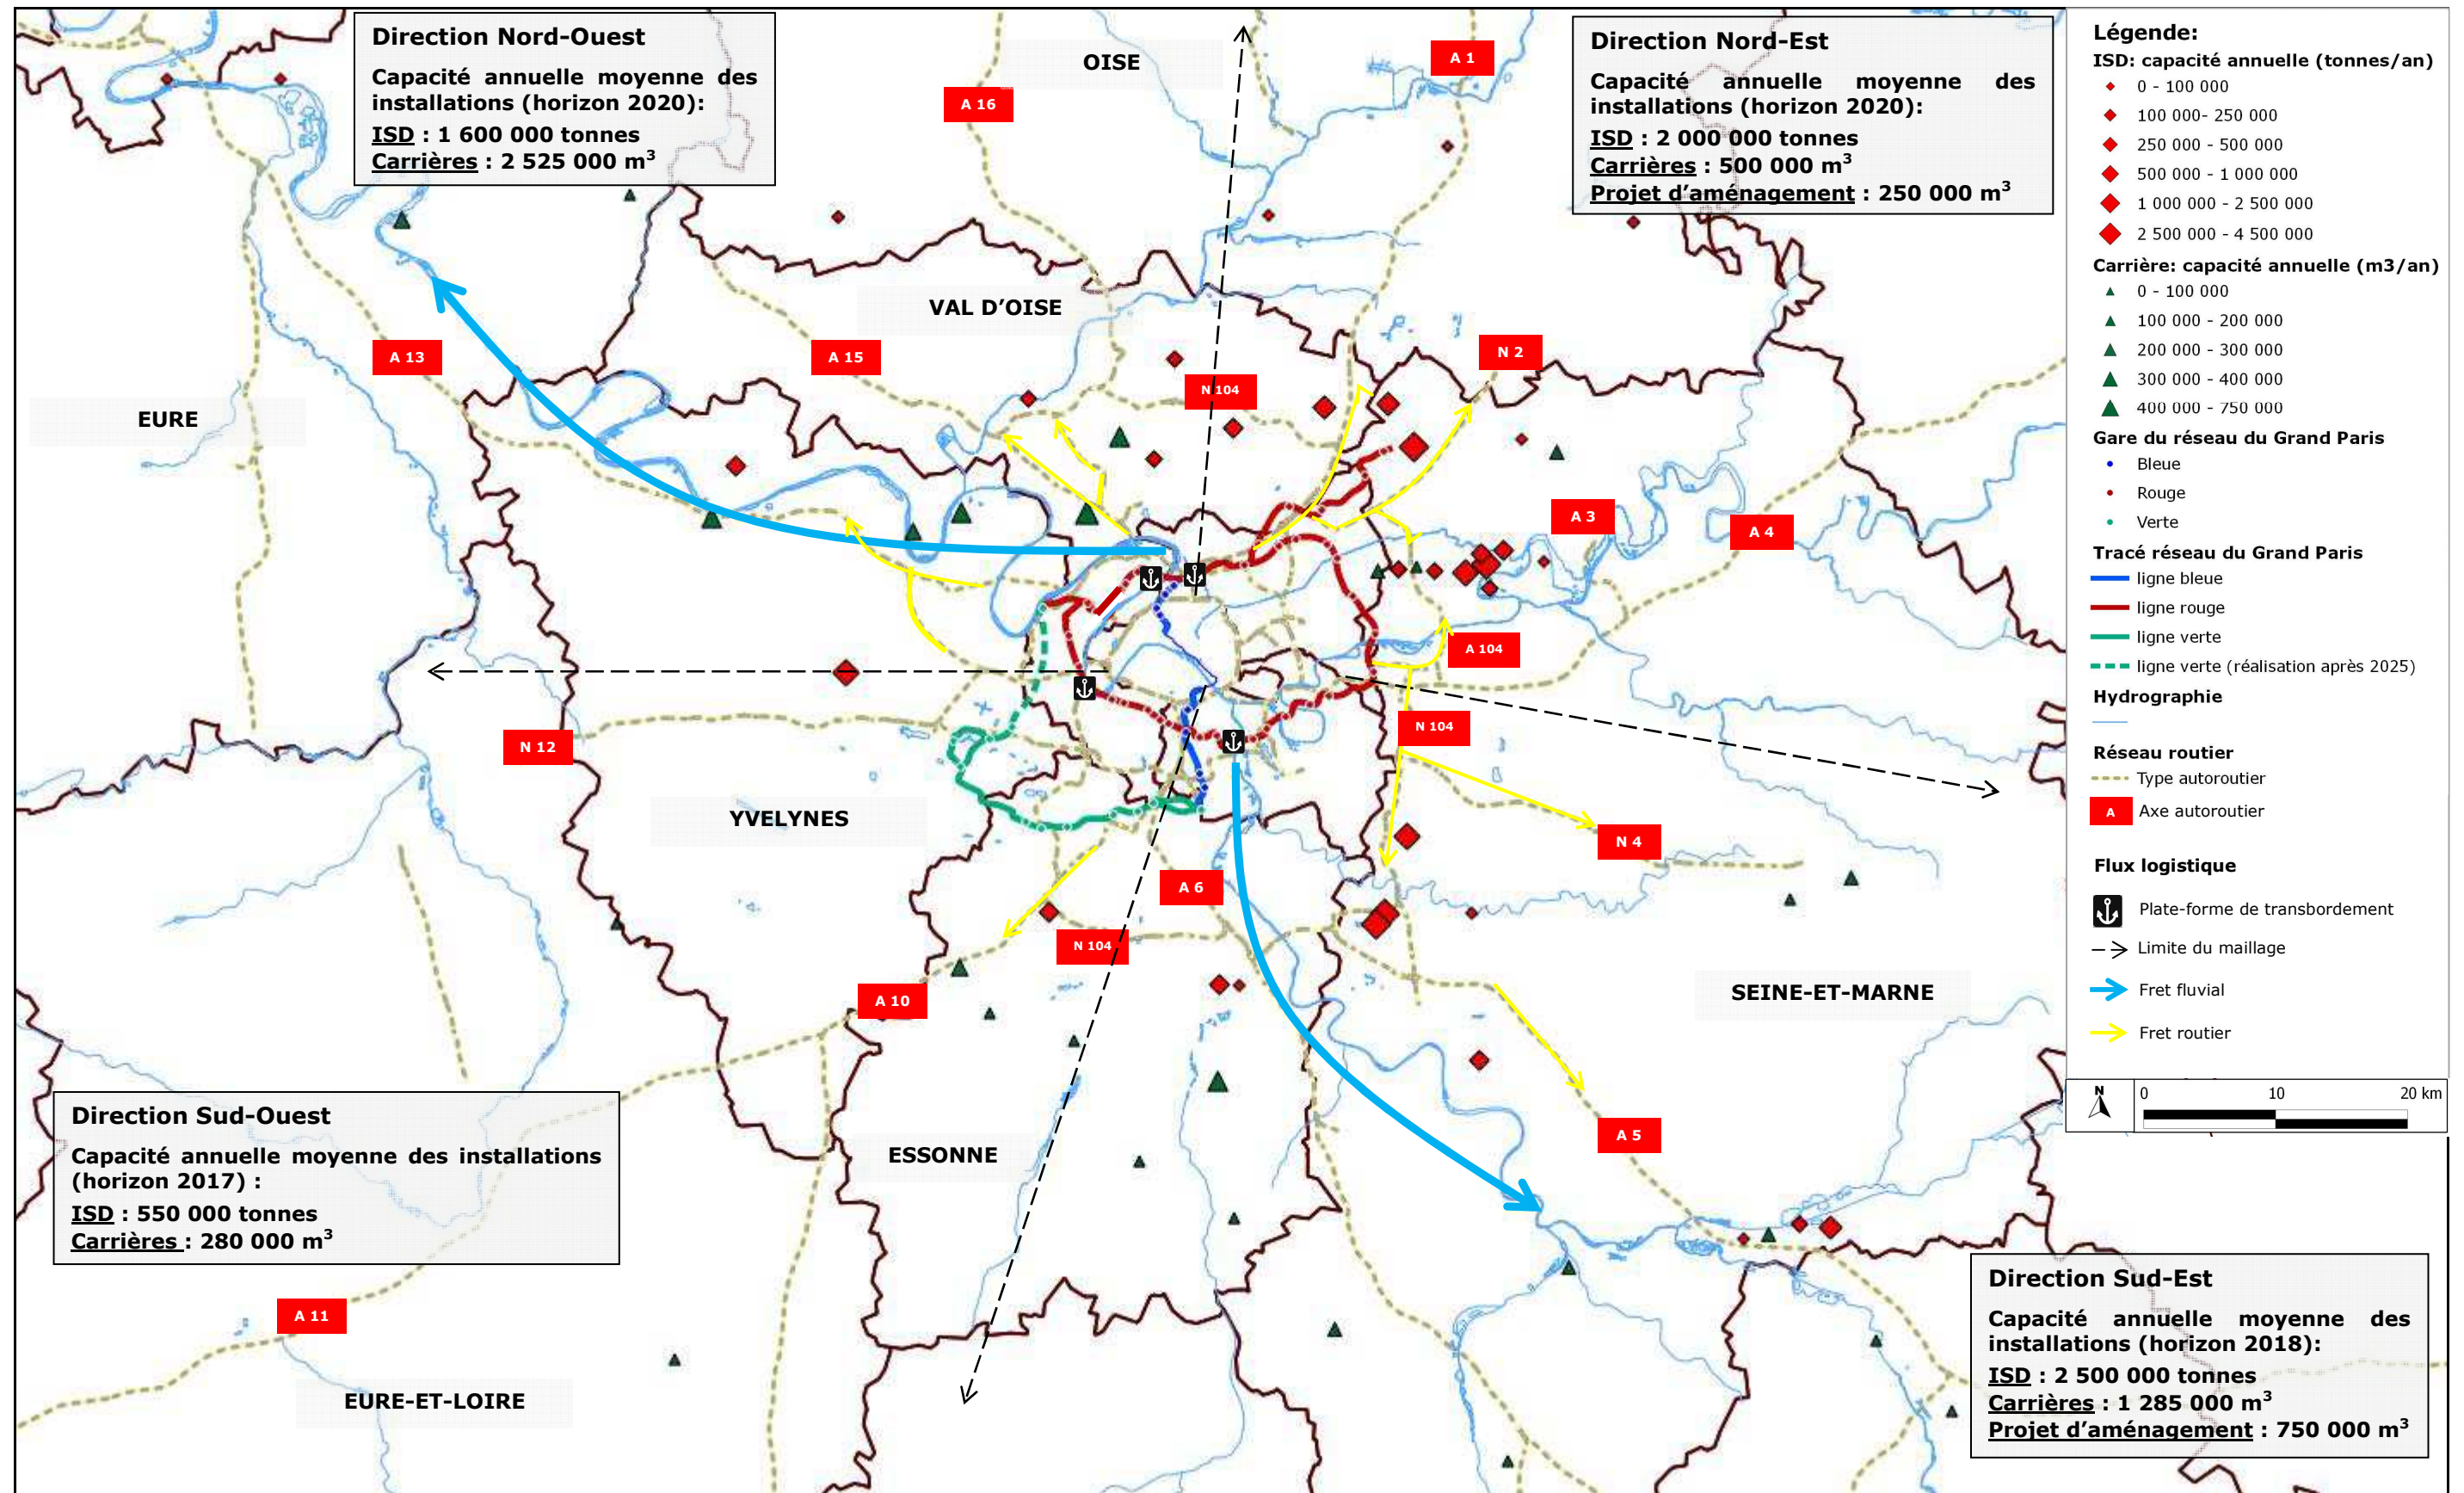 Direction Nord-Ouest
Capacité annuelle moyenne des
installations (horizon 2020):
ISD : 1 600 000 tonnes
Carrières : 2 525 000 m³
Direction Nord-Est
Capacité annuelle moyenne des
installations (horizon 2020):
ISD : 2 000 000 tonnes
Carrières : 500 000 m³
Projet d'aménagement : 250 000 m³
OISE
A 1
A 16
VAL D'OISE
A 13
A 15
N 2
N 104
EURE
A 3
A 4
A 104
N 104
N 12
YVELYNES
N 4
A 6
N 104
A 10
SEINE-ET-MARNE
A 5
ESSONNE
A 11
EURE-ET-LOIRE
Direction Sud-Ouest
Capacité annuelle moyenne des installations
(horizon 2017) :
ISD : 550 000 tonnes
Carrières : 280 000 m³
Direction Sud-Est
Capacité annuelle moyenne des
installations (horizon 2018):
ISD : 2 500 000 tonnes
Carrières : 1 285 000 m³
Projet d'aménagement : 750 000 m³
Légende:
ISD: capacité annuelle (tonnes/an)
0 - 100 000
100 000- 250 000
250 000 - 500 000
500 000 - 1 000 000
1 000 000 - 2 500 000
2 500 000 - 4 500 000
Carrière: capacité annuelle (m3/an)
0 - 100 000
100 000 - 200 000
200 000 - 300 000
300 000 - 400 000
400 000 - 750 000
Gare du réseau du Grand Paris
Bleue
Rouge
Verte
Tracé réseau du Grand Paris
ligne bleue
ligne rouge
ligne verte
ligne verte (réalisation après 2025)
Hydrographie
Réseau routier
Type autoroutier
A Axe autoroutier
Flux logistique
Plate-forme de transbordement
Limite du maillage
Fret fluvial
Fret routier
N
0 10 20 km